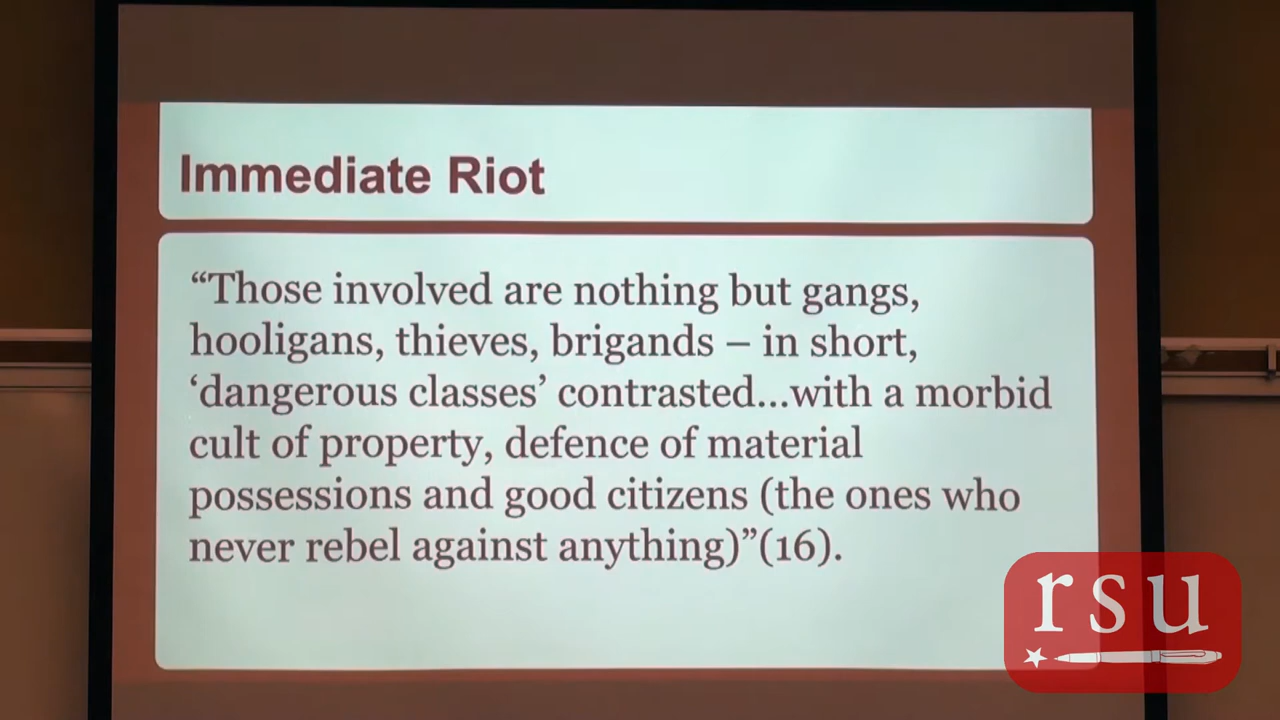 Immediate Riot
“Those involved are nothing but gangs,
hooligans, thieves, brigands – in short,
‘dangerous classes’ contrasted...with a morbid
cult of property, defence of material
possessions and good citizens (the ones who
never rebel against anything)”(16).
rsu